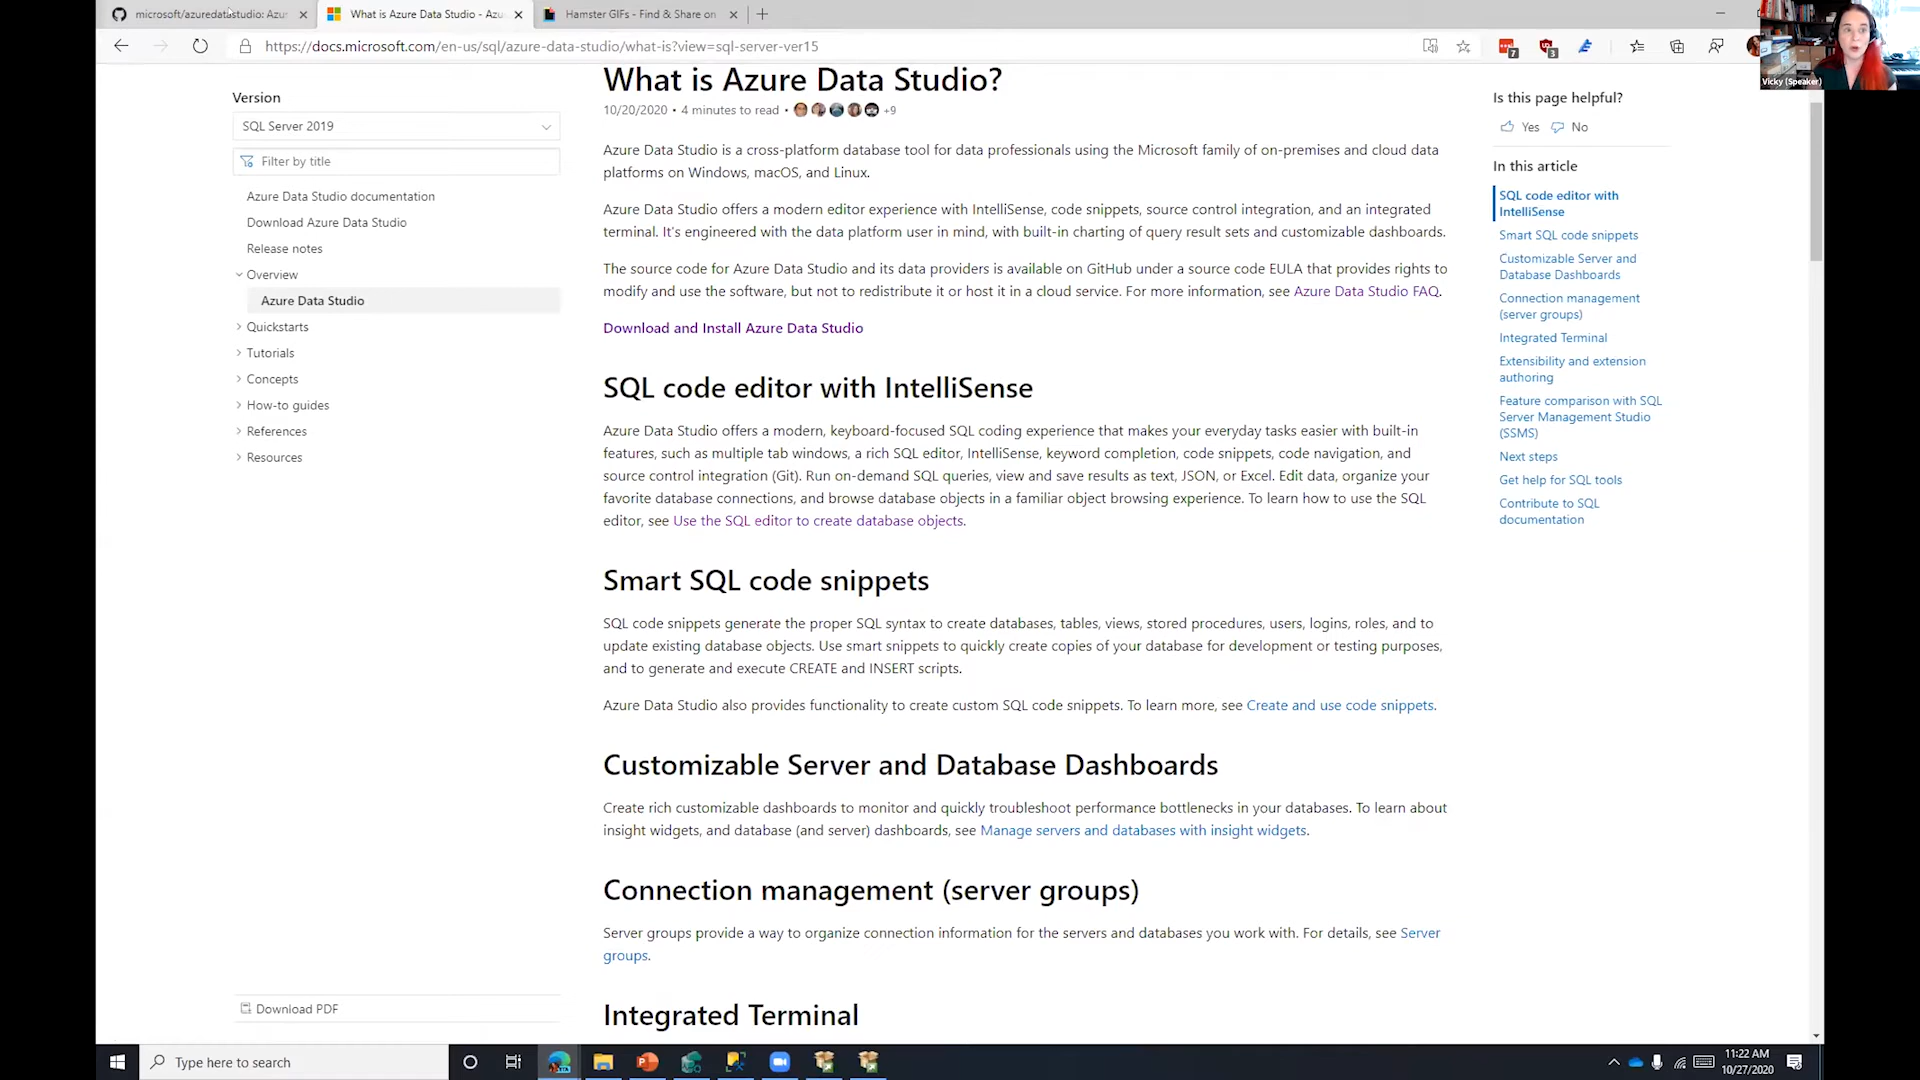 microsoft/azuredatastudio: Azu
What is Azure Data Studio - Azu
Hamster GIFs - Find & Share on
https://docs.microsoft.com/en-us/sql/azure-data-studio/what-is?view=sql-server-ver15
7
3
Vicky (Speaker)
Version
SQL Server 2019
Filter by title
Azure Data Studio documentation
Download Azure Data Studio
Release notes
Overview
Azure Data Studio
Quickstarts
Tutorials
Concepts
How-to guides
References
Resources
Download PDF
What is Azure Data Studio?
10/20/2020 • 4 minutes to read • +9
Azure Data Studio is a cross-platform database tool for data professionals using the Microsoft family of on-premises and cloud data
platforms on Windows, macOS, and Linux.
Azure Data Studio offers a modern editor experience with IntelliSense, code snippets, source control integration, and an integrated
terminal. It's engineered with the data platform user in mind, with built-in charting of query result sets and customizable dashboards.
The source code for Azure Data Studio and its data providers is available on GitHub under a source code EULA that provides rights to
modify and use the software, but not to redistribute it or host it in a cloud service. For more information, see Azure Data Studio FAQ.
Download and Install Azure Data Studio
SQL code editor with IntelliSense
Azure Data Studio offers a modern, keyboard-focused SQL coding experience that makes your everyday tasks easier with built-in
features, such as multiple tab windows, a rich SQL editor, IntelliSense, keyword completion, code snippets, code navigation, and
source control integration (Git). Run on-demand SQL queries, view and save results as text, JSON, or Excel. Edit data, organize your
favorite database connections, and browse database objects in a familiar object browsing experience. To learn how to use the SQL
editor, see Use the SQL editor to create database objects.
Smart SQL code snippets
SQL code snippets generate the proper SQL syntax to create databases, tables, views, stored procedures, users, logins, roles, and to
update existing database objects. Use smart snippets to quickly create copies of your database for development or testing purposes,
and to generate and execute CREATE and INSERT scripts.
Azure Data Studio also provides functionality to create custom SQL code snippets. To learn more, see Create and use code snippets.
Customizable Server and Database Dashboards
Create rich customizable dashboards to monitor and quickly troubleshoot performance bottlenecks in your databases. To learn about
insight widgets, and database (and server) dashboards, see Manage servers and databases with insight widgets.
Connection management (server groups)
Server groups provide a way to organize connection information for the servers and databases you work with. For details, see Server
groups.
Integrated Terminal
Is this page helpful?
Yes No
In this article
SQL code editor with
IntelliSense
Smart SQL code snippets
Customizable Server and
Database Dashboards
Connection management
(server groups)
Integrated Terminal
Extensibility and extension
authoring
Feature comparison with SQL
Server Management Studio
(SSMS)
Next steps
Get help for SQL tools
Contribute to SQL
documentation
Type here to search
11:22 AM
10/27/2020